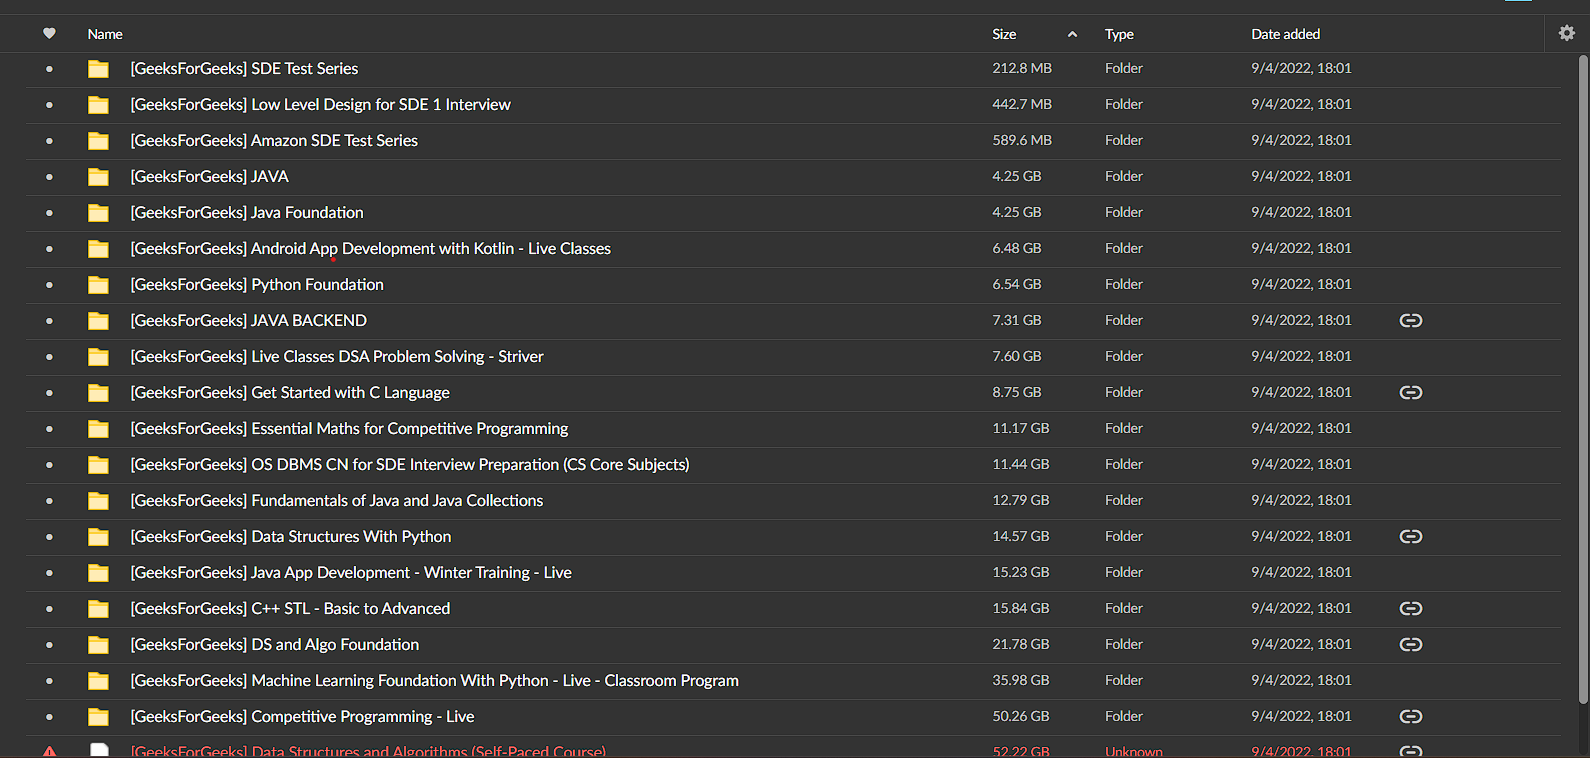 Name Size Type Date added
[GeeksForGeeks] SDE Test Series 212.8 MB Folder 9/4/2022, 18:01
[GeeksForGeeks] Low Level Design for SDE 1 Interview 442.7 MB Folder 9/4/2022, 18:01
[GeeksForGeeks] Amazon SDE Test Series 589.6 MB Folder 9/4/2022, 18:01
[GeeksForGeeks] JAVA 4.25 GB Folder 9/4/2022, 18:01
[GeeksForGeeks] Java Foundation 4.25 GB Folder 9/4/2022, 18:01
[GeeksForGeeks] Android App Development with Kotlin - Live Classes 6.48 GB Folder 9/4/2022, 18:01
[GeeksForGeeks] Python Foundation 6.54 GB Folder 9/4/2022, 18:01
[GeeksForGeeks] JAVA BACKEND 7.31 GB Folder 9/4/2022, 18:01
[GeeksForGeeks] Live Classes DSA Problem Solving - Striver 7.60 GB Folder 9/4/2022, 18:01
[GeeksForGeeks] Get Started with C Language 8.75 GB Folder 9/4/2022, 18:01
[GeeksForGeeks] Essential Maths for Competitive Programming 11.17 GB Folder 9/4/2022, 18:01
[GeeksForGeeks] OS DBMS CN for SDE Interview Preparation (CS Core Subjects) 11.44 GB Folder 9/4/2022, 18:01
[GeeksForGeeks] Fundamentals of Java and Java Collections 12.79 GB Folder 9/4/2022, 18:01
[GeeksForGeeks] Data Structures With Python 14.57 GB Folder 9/4/2022, 18:01
[GeeksForGeeks] Java App Development - Winter Training - Live 15.23 GB Folder 9/4/2022, 18:01
[GeeksForGeeks] C++ STL - Basic to Advanced 15.84 GB Folder 9/4/2022, 18:01
[GeeksForGeeks] DS and Algo Foundation 21.78 GB Folder 9/4/2022, 18:01
[GeeksForGeeks] Machine Learning Foundation With Python - Live - Classroom Program 35.98 GB Folder 9/4/2022, 18:01
[GeeksForGeeks] Competitive Programming - Live 50.26 GB Folder 9/4/2022, 18:01
[GeeksForGeeks] Data Structures and Algorithms (Self-Paced Course) 52.22 GB Unknown 9/4/2022, 18:01